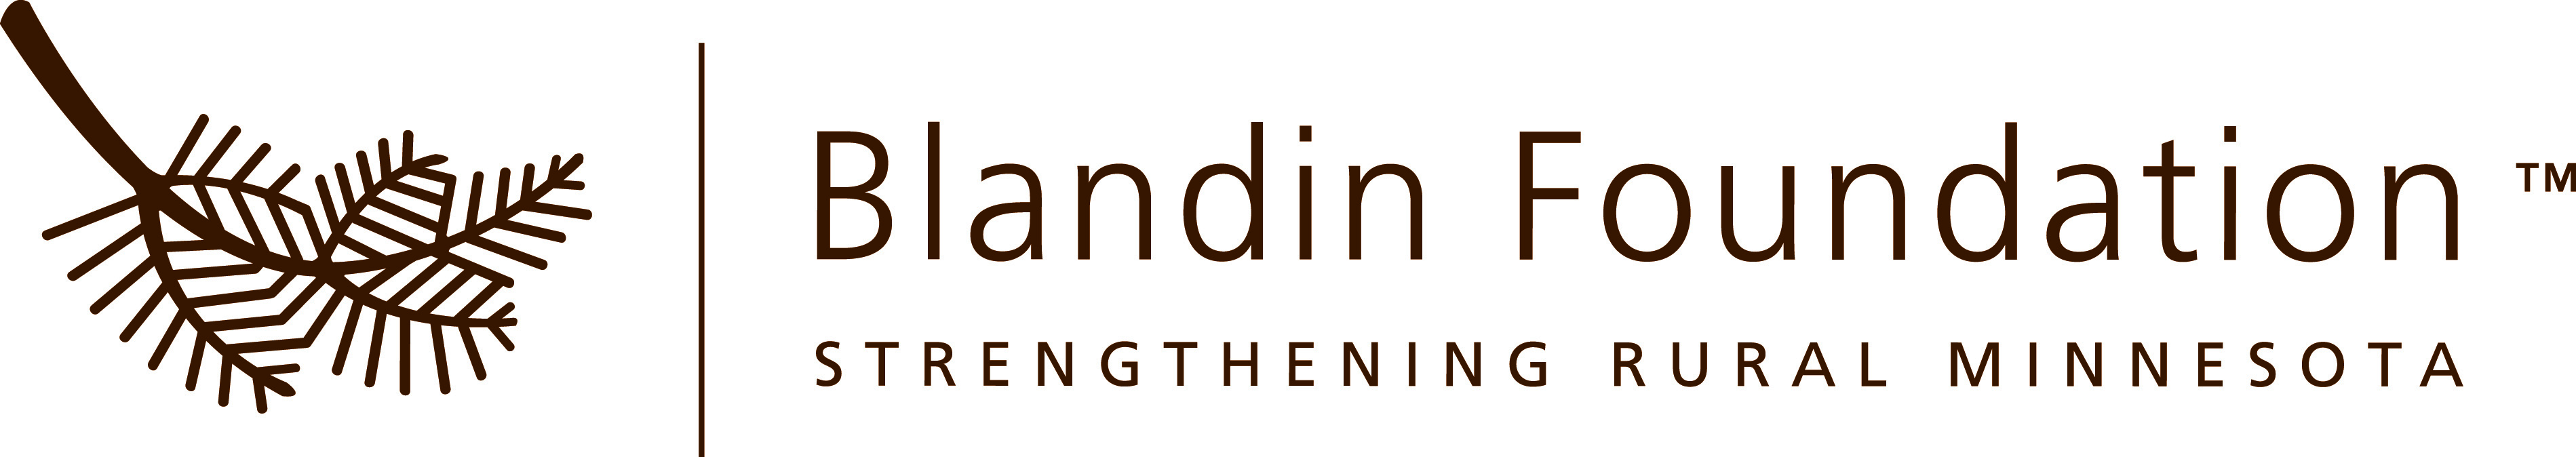 Blandin Foundation™
STRENGTHENING RURAL MINNESOTA